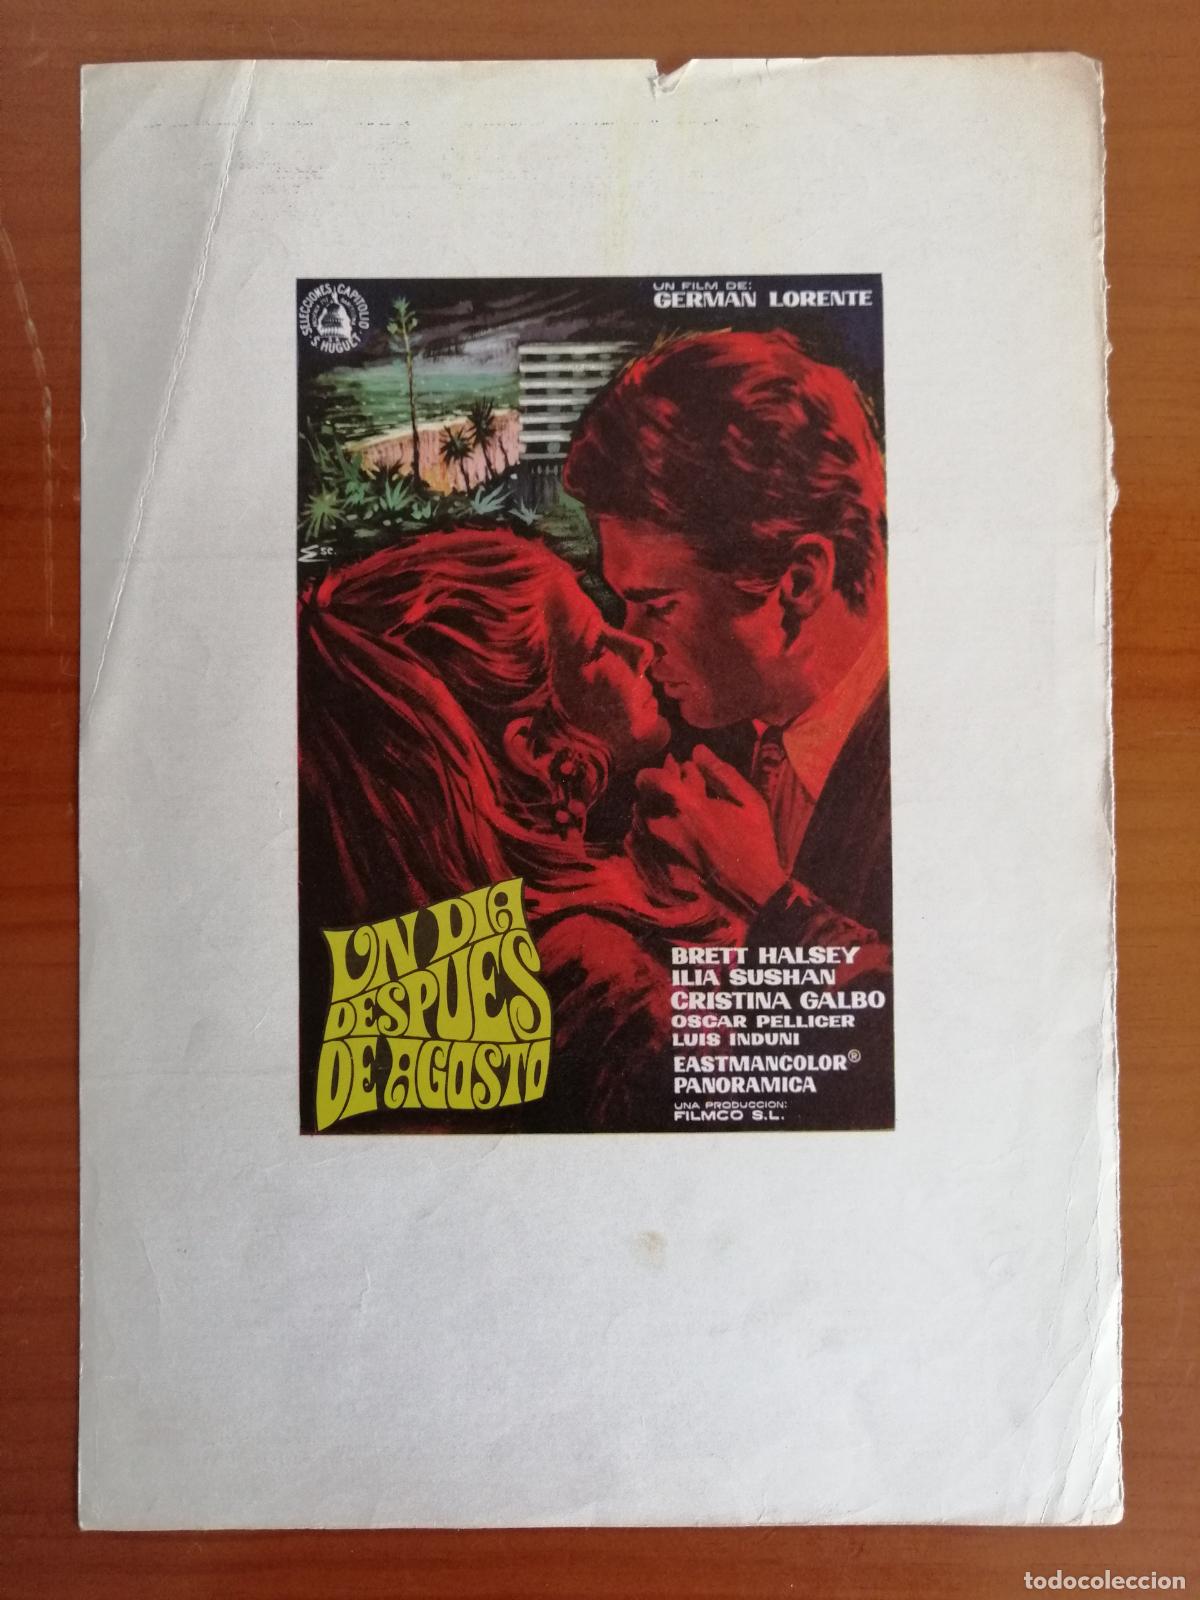 SELECCIONES CAPITOLIO
S. HUGUET
UN FILM DE:
GERMAN LORENTE
Esc.
UN DIA
DESPUES
DE AGOSTO
BRETT HALSEY
ILIA SUSHAN
CRISTINA GALBO
OSCAR PELLICER
LUIS INDUNI
EASTMANCOLOR®
PANORAMICA
UNA PRODUCCION:
FILMCO S.L.
todocoleccion